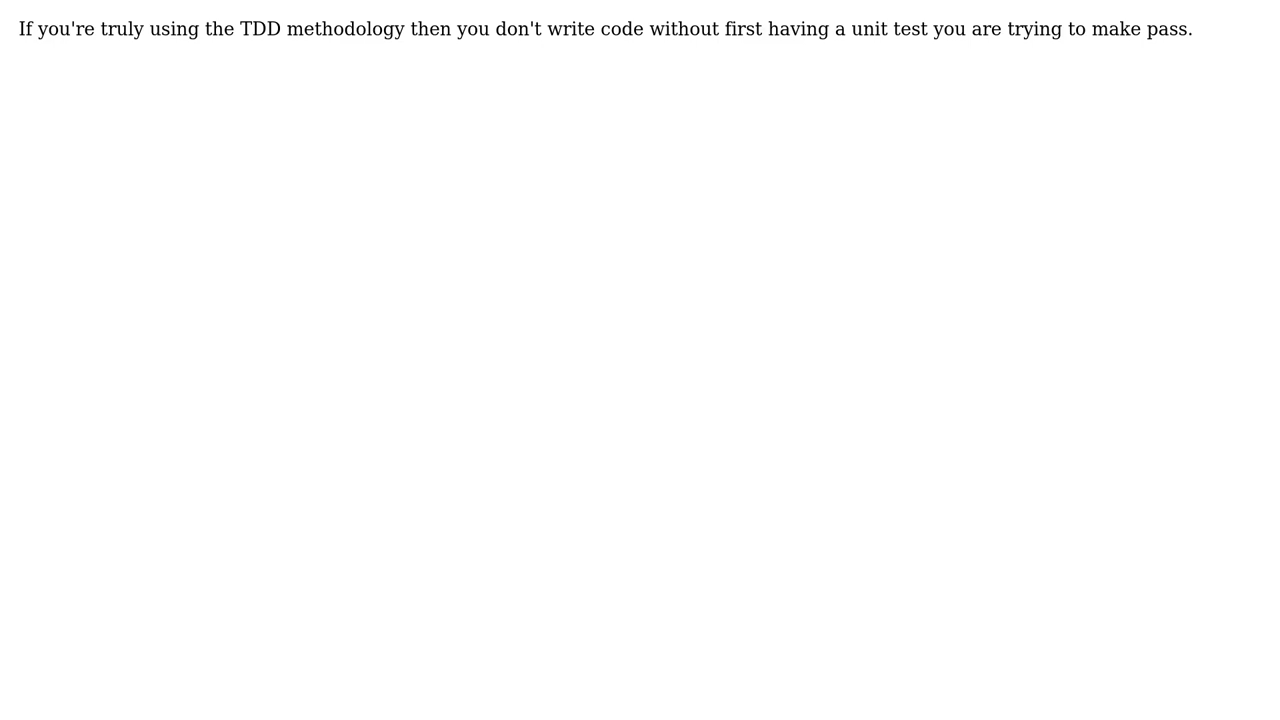 If you're truly using the TDD methodology then you don't write code without first having a unit test you are trying to make pass.